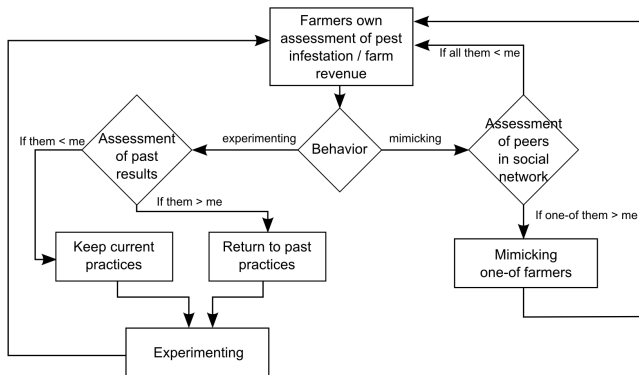 Farmers own
assessment of pest
infestation / farm
revenue
If all them < me
If them < me
Assessment
of past
results
experimenting
Behavior
mimicking
Assessment
of peers
in social
network
If them > me
If one-of them > me
Keep current
practices
Return to past
practices
Mimicking
one-of farmers
Experimenting